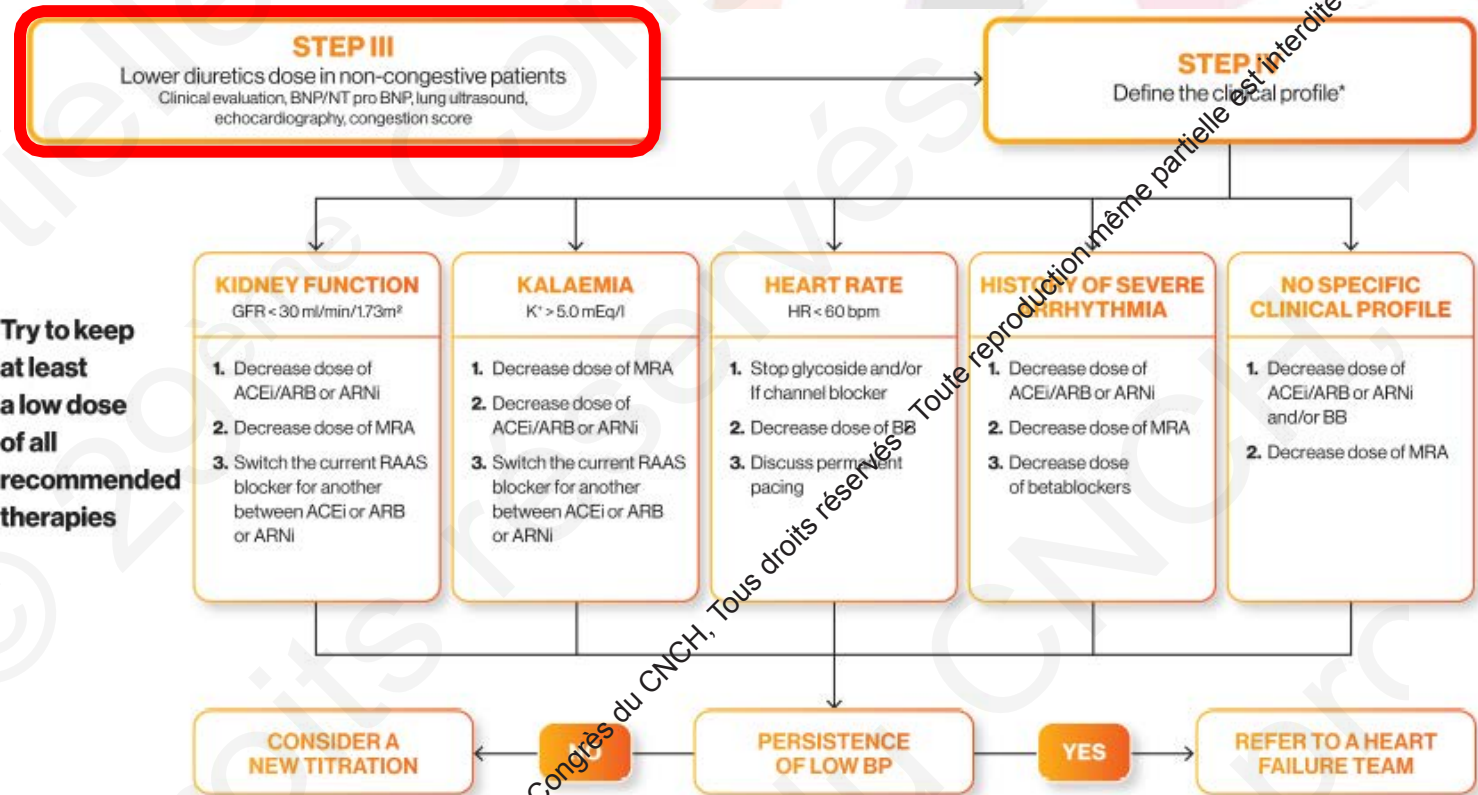 STEP III
Lower diuretics dose in non-congestive patients
Clinical evaluation, BNP/NT pro BNP, lung ultrasound,
echocardiography, congestion score
STEP IV
Define the clinical profile*
Try to keep
at least
a low dose
of all
recommended
therapies
KIDNEY FUNCTION
GFR < 30 ml/min/1.73m²
1. Decrease dose of
ACEi/ARB or ARNi
2. Decrease dose of MRA
3. Switch the current RAAS
blocker for another
between ACEi or ARB
or ARNi
KALAEMIA
K⁺ > 5.0 mEq/l
1. Decrease dose of MRA
2. Decrease dose of
ACEi/ARB or ARNi
3. Switch the current RAAS
blocker for another
between ACEi or ARB
or ARNi
HEART RATE
HR < 60 bpm
1. Stop glycoside and/or
If channel blocker
2. Decrease dose of BB
3. Discuss permanent
pacing
HISTORY OF SEVERE
ARRHYTHMIA
1. Decrease dose of
ACEi/ARB or ARNi
2. Decrease dose of MRA
3. Decrease dose
of betablockers
NO SPECIFIC
CLINICAL PROFILE
1. Decrease dose of
ACEi/ARB or ARNi
and/or BB
2. Decrease dose of MRA
CONSIDER A
NEW TITRATION
NO
PERSISTENCE
OF LOW BP
YES
REFER TO A HEART
FAILURE TEAM
Congrès du CNCH, Tous droits réservés - Toute reproduction même partielle est interdite
© 29ème Con
oits réservés
du CNCH, T